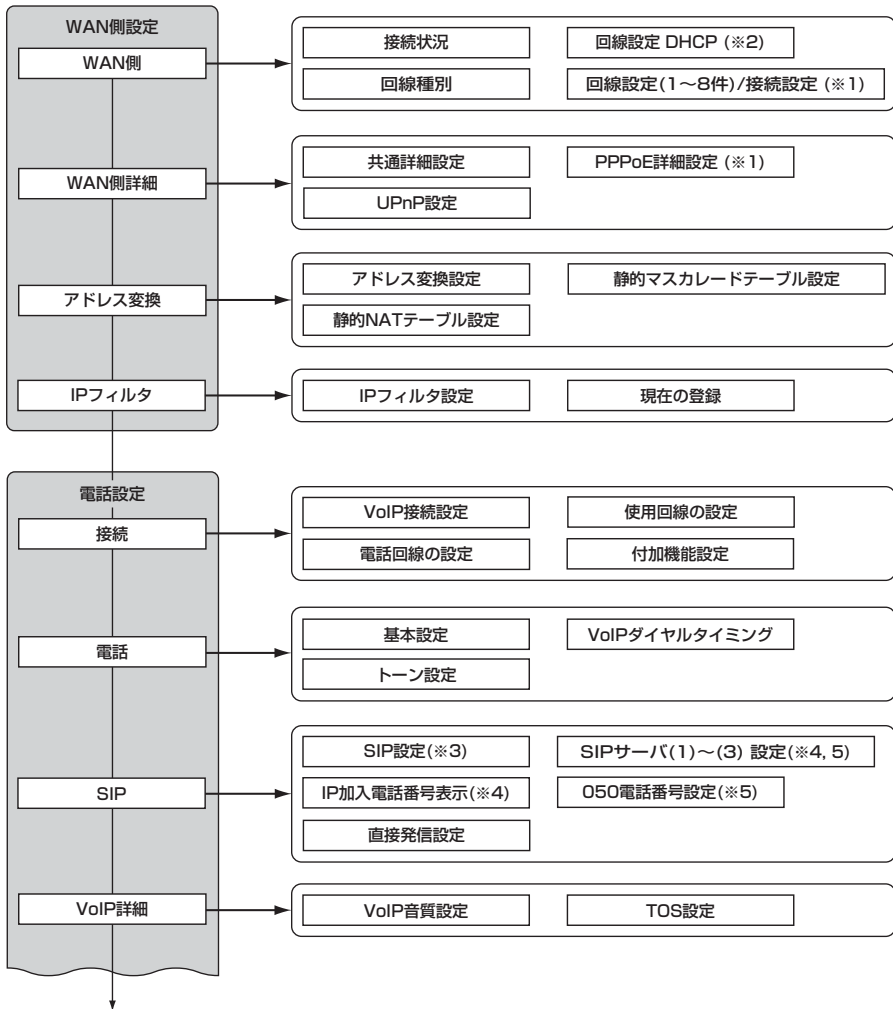 WAN側設定
WAN側
接続状況
回線設定 DHCP (※2)
回線種別
回線設定(1～8件)/接続設定 (※1)
WAN側詳細
共通詳細設定
PPPoE詳細設定 (※1)
UPnP設定
アドレス変換
アドレス変換設定
静的マスカレードテーブル設定
静的NATテーブル設定
IPフィルタ
IPフィルタ設定
現在の登録
電話設定
接続
VoIP接続設定
使用回線の設定
電話回線の設定
付加機能設定
電話
基本設定
VoIPダイヤルタイミング
トーン設定
SIP
SIP設定(※3)
SIPサーバ(1)～(3) 設定(※4, 5)
IP加入電話番号表示(※4)
050電話番号設定(※5)
直接発信設定
VoIP詳細
VoIP音質設定
TOS設定